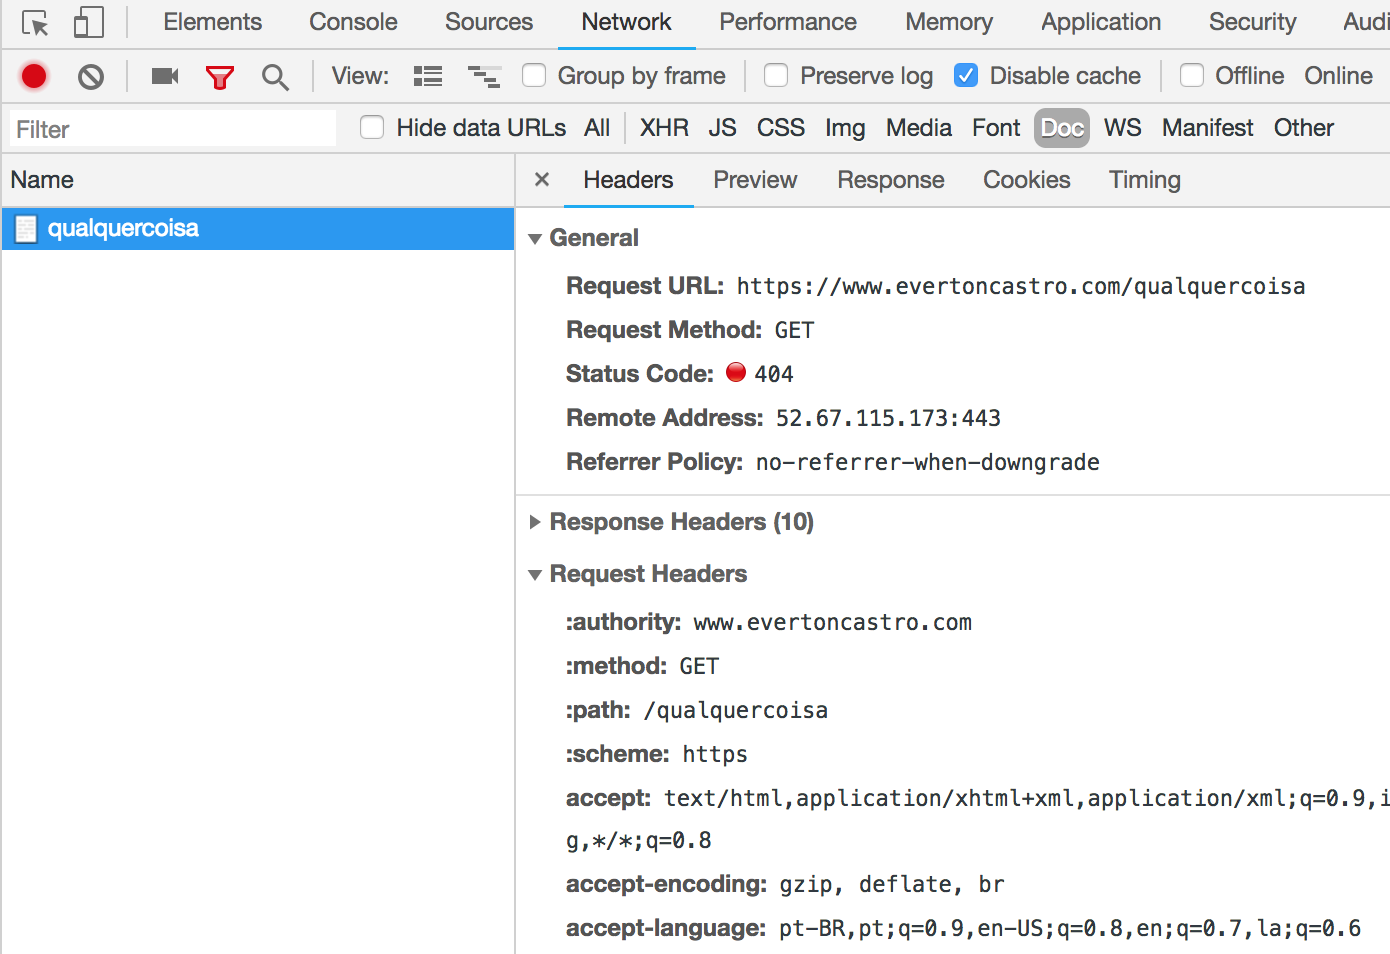 Elements Console Sources Network Performance Memory Application Security Audi
View: Group by frame Preserve log Disable cache Offline Online
Filter Hide data URLs All XHR JS CSS Img Media Font Doc WS Manifest Other
Name × Headers Preview Response Cookies Timing
qualquercoisa
General
Request URL: https://www.evertoncastro.com/qualquercoisa
Request Method: GET
Status Code: 404
Remote Address: 52.67.115.173:443
Referrer Policy: no-referrer-when-downgrade
Response Headers (10)
Request Headers
:authority: www.evertoncastro.com
:method: GET
:path: /qualquercoisa
:scheme: https
accept: text/html,application/xhtml+xml,application/xml;q=0.9,i
g,*/*;q=0.8
accept-encoding: gzip, deflate, br
accept-language: pt-BR,pt;q=0.9,en-US;q=0.8,en;q=0.7,la;q=0.6